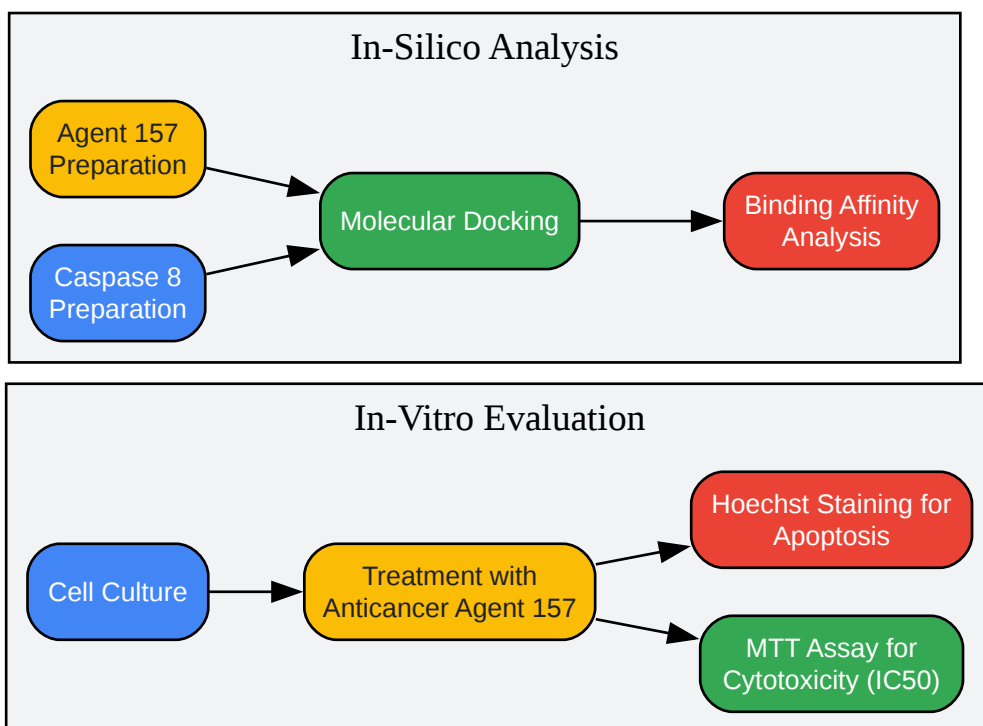 In-Silico Analysis
Agent 157
Preparation
Caspase 8
Preparation
Molecular Docking
Binding Affinity
Analysis
In-Vitro Evaluation
Cell Culture
Treatment with
Anticancer Agent 157
Hoechst Staining for
Apoptosis
MTT Assay for
Cytotoxicity (IC50)